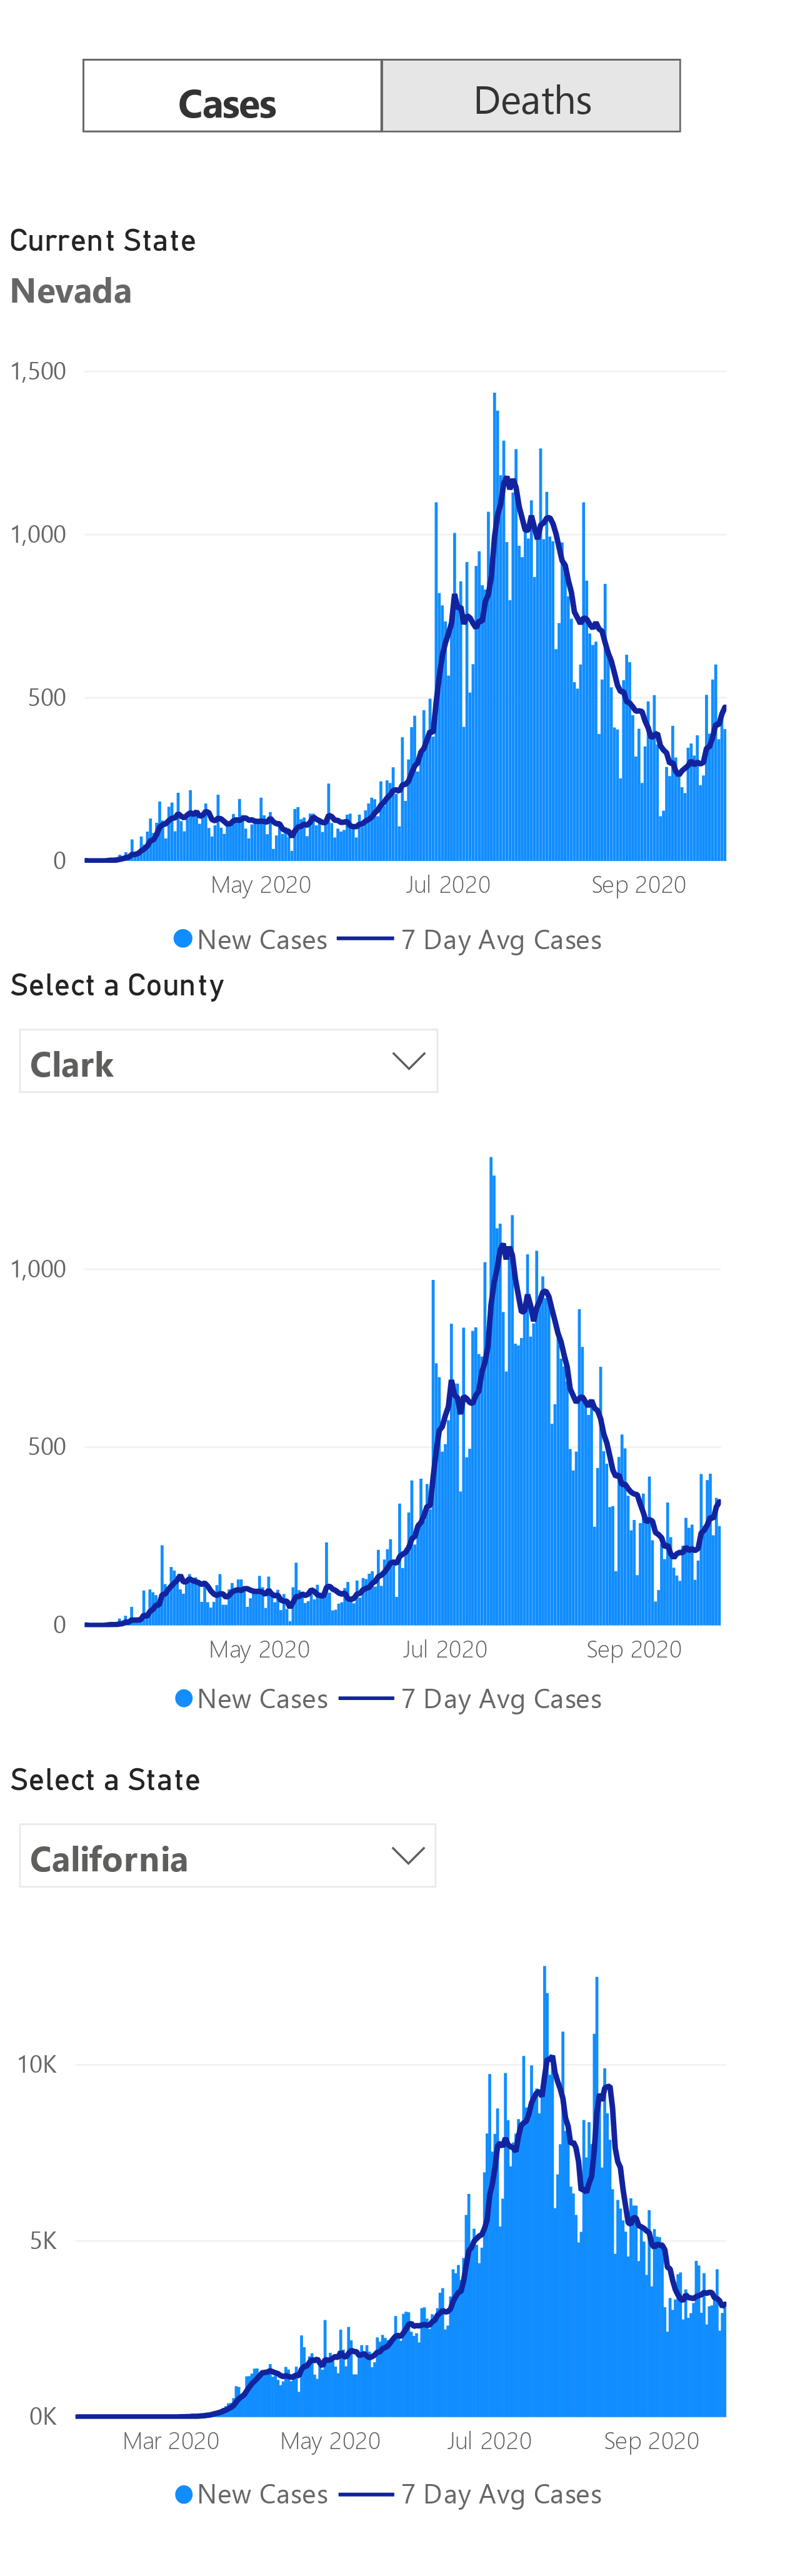 Cases Deaths
Current State
Nevada
1,500
1,000
500
0
May 2020 Jul 2020 Sep 2020
New Cases 7 Day Avg Cases
Select a County
Clark
1,000
500
0
May 2020 Jul 2020 Sep 2020
New Cases 7 Day Avg Cases
Select a State
California
10K
5K
0K
Mar 2020 May 2020 Jul 2020 Sep 2020
New Cases 7 Day Avg Cases